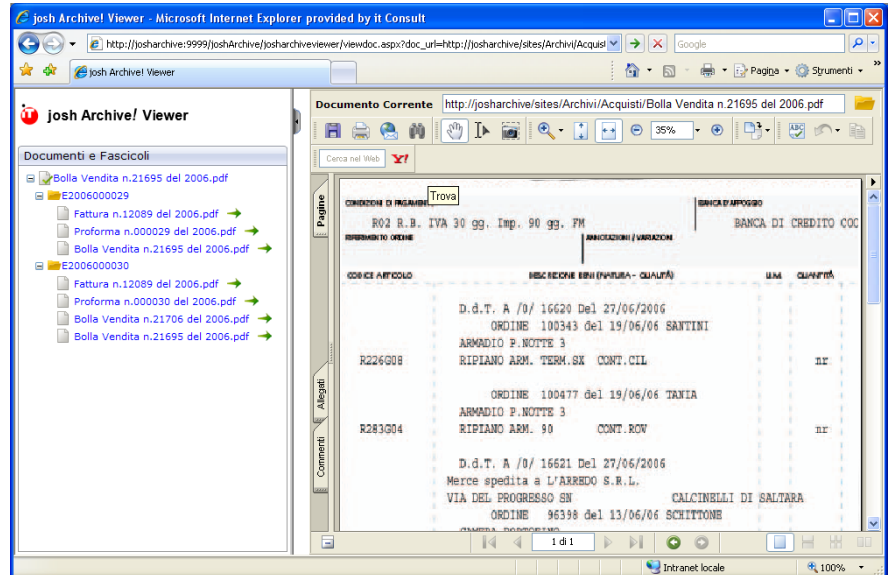 josh Archive! Viewer - Microsoft Internet Explorer provided by it Consult
http://josharchive:9999/joshArchive/josharchiveviewer/viewdoc.aspx?doc_url=http://josharchive/sites/Archivi/Acquist
Google
josh Archive! Viewer
Pagina
Strumenti
josh Archive! Viewer
Documenti e Fascicoli
Bolla Vendita n.21695 del 2006.pdf
E2006000029
Fattura n.12089 del 2006.pdf
Proforma n.000029 del 2006.pdf
Bolla Vendita n.21695 del 2006.pdf
E2006000030
Fattura n.12089 del 2006.pdf
Proforma n.000030 del 2006.pdf
Bolla Vendita n.21706 del 2006.pdf
Bolla Vendita n.21695 del 2006.pdf
Documento Corrente http://josharchive/sites/Archivi/Acquisti/Bolla Vendita n.21695 del 2006.pdf
35%
Cerca nel Web Y!
Trova
Pagine
Allegati
Commenti
CONDIZIONI DI PAGAMEN BANCA D'APPOGGIO
R02 R.B. IVA 30 gg. Imp. 90 gg. FM BANCA DI CREDITO COO
RIFERIMENTO ORDINE ANNOTAZIONI / VARIAZIONI
CODICE ARTICOLO DESCRIZIONE BENI (NATURA - QUALITÀ) U.M. QUANTITÀ
D.d.T. A /0/ 16620 Del 27/06/2006
ORDINE 100343 del 19/06/06 SANTINI
ARMADIO P.NOTTE 3
R226G08 RIPIANO ARM. TERM.SX CONT.CIL nr
ORDINE 100477 del 19/06/06 TANIA
ARMADIO P.NOTTE 3
R283G04 RIPIANO ARM. 90 CONT.ROV nr
D.d.T. A /0/ 16621 Del 27/06/2006
Merce spedita a L'ARREDO S.R.L.
VIA DEL PROGRESSO SN CALCINELLI DI SALTARA
ORDINE 96398 del 13/06/06 SCHITTONE
1 di 1
Intranet locale
100%